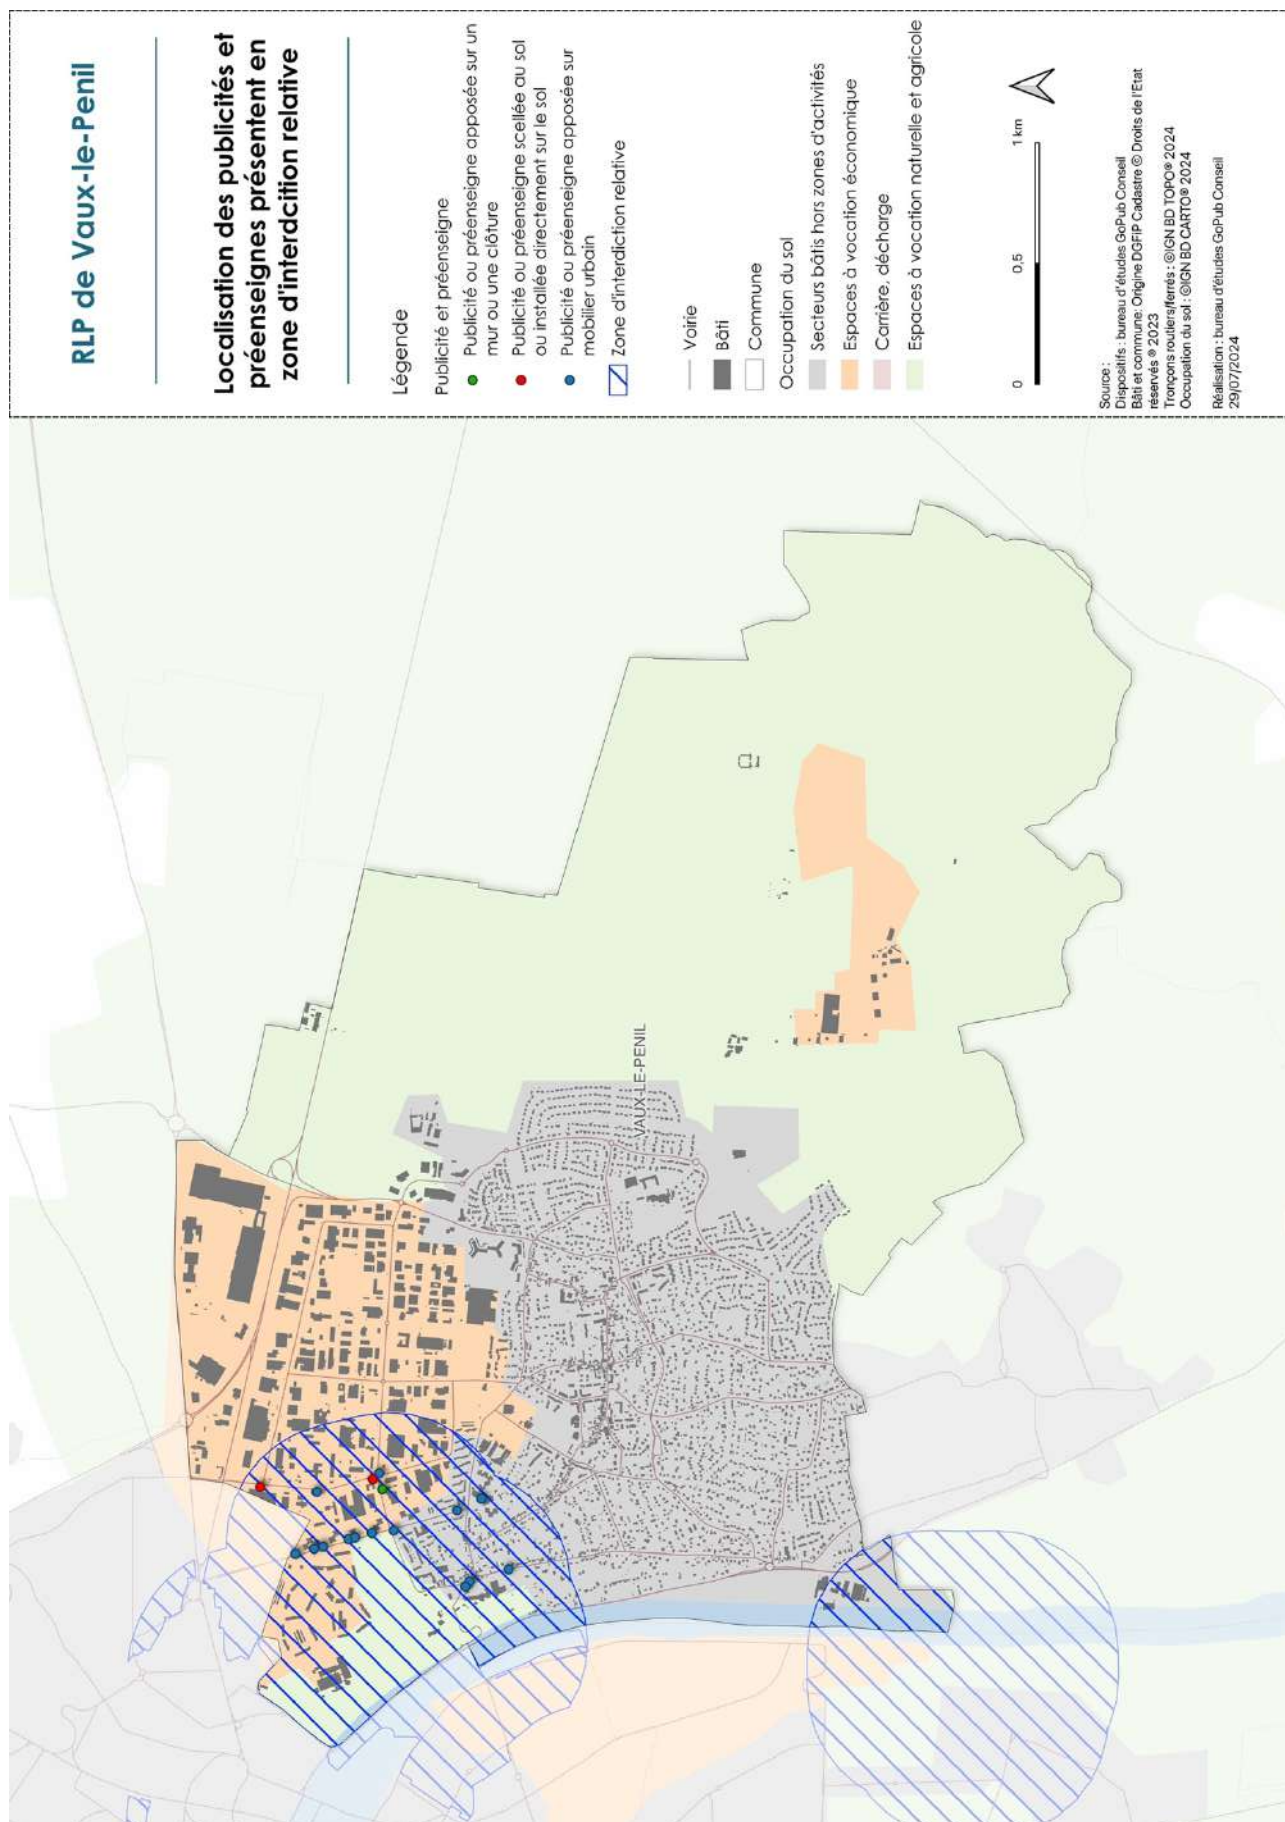 RLP de Vaux-le-Penil
Localisation des publicités et
préenseignes présentent en
zone d'interdcition relative
Légende
Publicité et préenseigne
Publicité ou préenseigne apposée sur un
mur ou une clôture
Publicité ou préenseigne scellée au sol
ou installée directement sur le sol
Publicité ou préenseigne apposée sur
mobilier urbain
Zone d'interdiction relative
Voirie
Bâti
Commune
Occupation du sol
Secteurs bâtis hors zones d'activités
Espaces à vocation économique
Carrière, décharge
Espaces à vocation naturelle et agricole
0 0,5 1 km
Source :
Dispositifs : bureau d'études GoPub Conseil
Bâti et commune: Origine DGFiP Cadastre © Droits de l'Etat
réservés ® 2023
Tronçons routiers/ferrés : ©IGN BD TOPO® 2024
Occupation du sol : ©IGN BD CARTO® 2024
Réalisation : bureau d'études GoPub Conseil
29/07/2024
VAUX-LE-PENIL